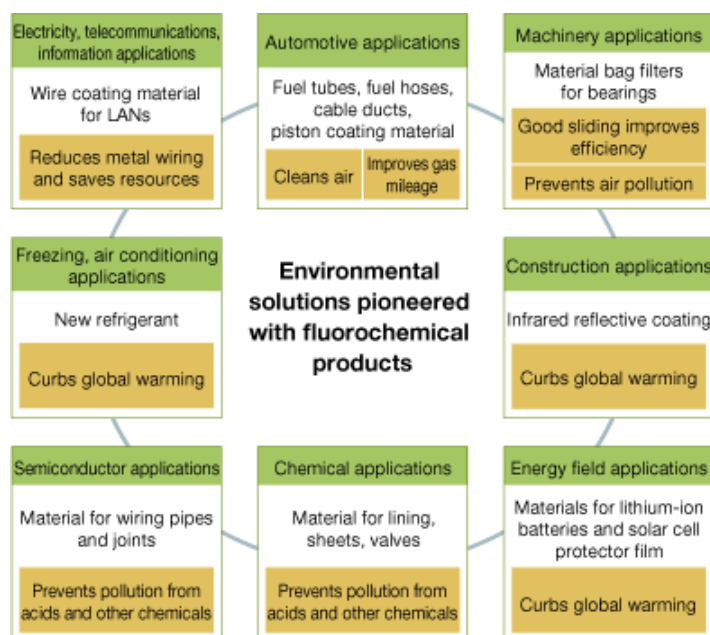 Electricity, telecommunications,
information applications
Wire coating material
for LANs
Reduces metal wiring
and saves resources
Automotive applications
Fuel tubes, fuel hoses,
cable ducts,
piston coating material
Cleans air
Improves gas
mileage
Machinery applications
Material bag filters
for bearings
Good sliding improves
efficiency
Prevents air pollution
Freezing, air conditioning
applications
New refrigerant
Curbs global warming
Environmental
solutions pioneered
with fluorochemical
products
Construction applications
Infrared reflective coating
Curbs global warming
Semiconductor applications
Material for wiring pipes
and joints
Prevents pollution from
acids and other chemicals
Chemical applications
Material for lining,
sheets, valves
Prevents pollution from
acids and other chemicals
Energy field applications
Materials for lithium-ion
batteries and solar cell
protector film
Curbs global warming